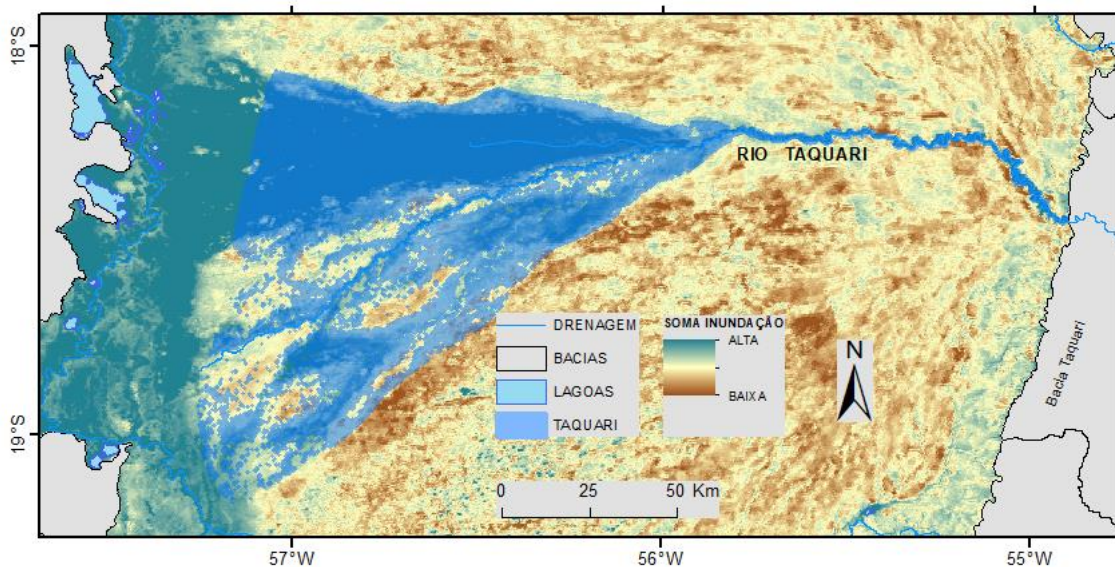 18°S
RIO TAQUARI
DRENAGEM
BACIAS
LAGOAS
TAQUARI
SOMA INUNDAÇÃO
ALTA
BAIXA
N
Bacia Taquari
19°S
0 25 50 Km
57°W 56°W 55°W